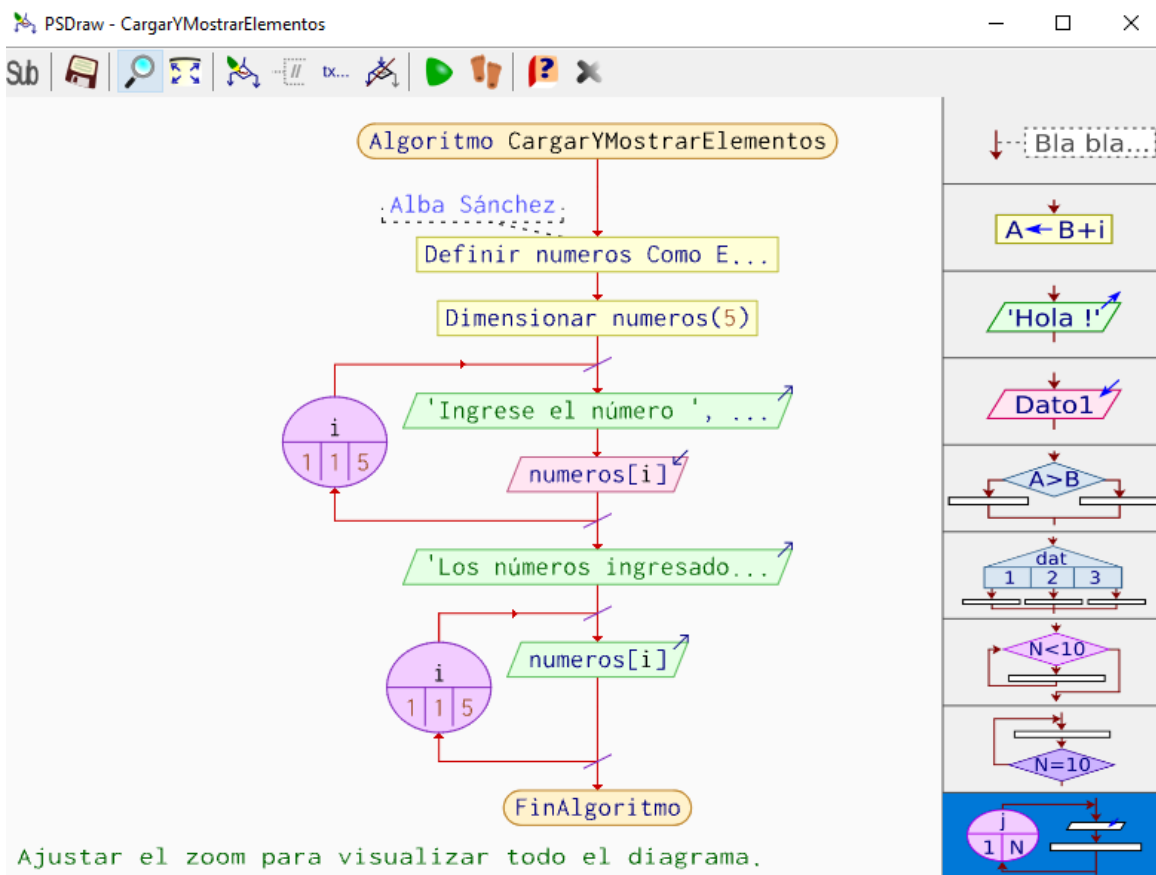 PSDraw - CargarYMostrarElementos
Sub
//
tx...
?
Algoritmo CargarYMostrarElementos
Alba Sánchez
Definir numeros Como E...
Dimensionar numeros(5)
'Ingrese el número ', ...
i
1 1 5
numeros[i]
'Los números ingresado...
numeros[i]
i
1 1 5
FinAlgoritmo
Ajustar el zoom para visualizar todo el diagrama.
Bla bla...
A B+i
'Hola !'
Dato1
A>B
dat
1 2 3
N<10
N=10
j
1 N